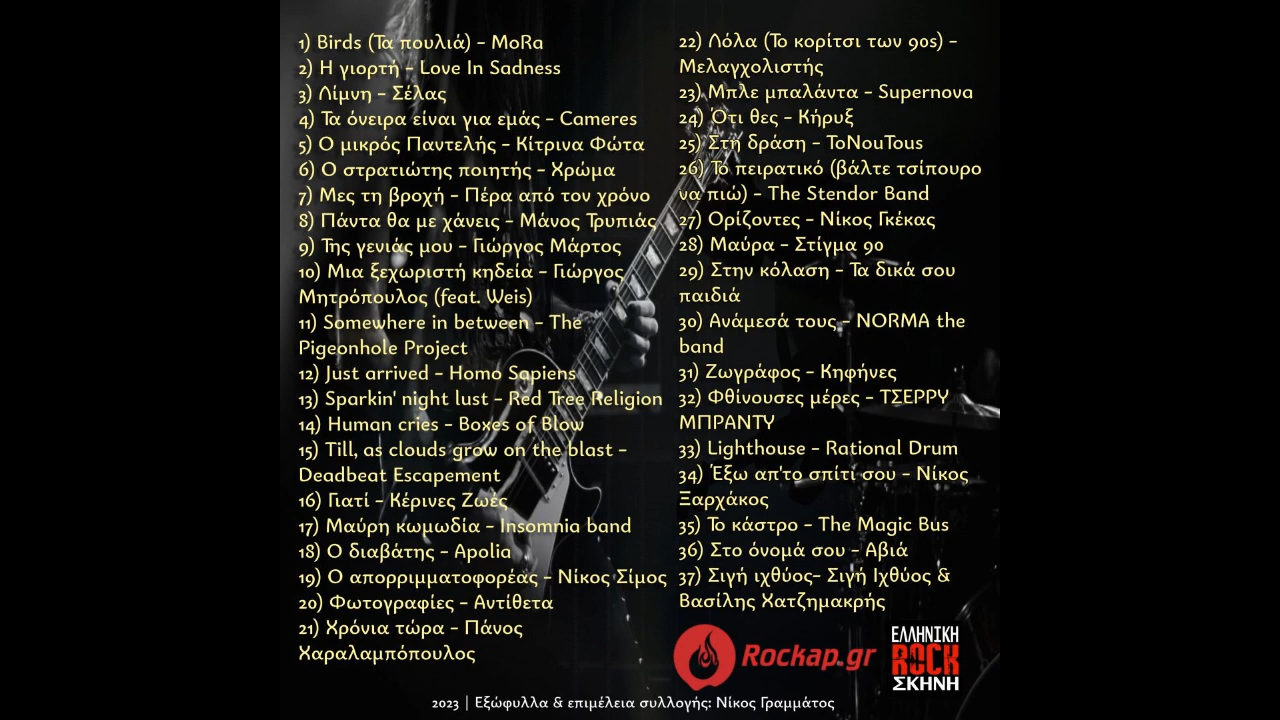 1) Birds (Τα πουλιά) - MoRa
2) Η γιορτή - Love In Sadness
3) Λίμνη - Σέλας
4) Τα όνειρα είναι για εμάς - Cameres
5) Ο μικρός Παντελής - Κίτρινα Φώτα
6) Ο στρατιώτης ποιητής - Χρώμα
7) Μες τη βροχή - Πέρα από τον χρόνο
8) Πάντα θα με χάνεις - Μάνος Τρυπιάς
9) Της γενιάς μου - Γιώργος Μάρτος
10) Μια ξεχωριστή κηδεία - Γιώργος
Μητρόπουλος (feat. Weis)
11) Somewhere in between - The
Pigeonhole Project
12) Just arrived - Homo Sapiens
13) Sparkin' night lust - Red Tree Religion
14) Human cries - Boxes of Blow
15) Till, as clouds grow on the blast -
Deadbeat Escapement
16) Γιατί - Κέρινες Ζωές
17) Μαύρη κωμωδία - Insomnia band
18) Ο διαβάτης - Apolia
19) Ο απορριμματοφορέας - Νίκος Σίμος
20) Φωτογραφίες - Αντίθετα
21) Χρόνια τώρα - Πάνος
Χαραλαμπόπουλος
22) Λόλα (Το κορίτσι των 90s) -
Μελαγχολιστής
23) Μπλε μπαλάντα - Supernova
24) Ότι θες - Κήρυξ
25) Στη δράση - ToNouTous
26) Το πειρατικό (βάλτε τσίπουρο
να πιώ) - The Stendor Band
27) Ορίζοντες - Νίκος Γκέκας
28) Μαύρα - Στίγμα 90
29) Στην κόλαση - Τα δικά σου
παιδιά
30) Ανάμεσά τους - NORMA the
band
31) Ζωγράφος - Κηφήνες
32) Φθίνουσες μέρες - ΤΣΕΡΡΥ
ΜΠΡΑΝΤΥ
33) Lighthouse - Rational Drum
34) Έξω απ'το σπίτι σου - Νίκος
Ξαρχάκος
35) Το κάστρο - The Magic Bus
36) Στο όνομά σου - Αβιά
37) Σιγή ιχθύος- Σιγή Ιχθύος &
Βασίλης Χατζημακρής
Rockap.gr
ΕΛΛΗΝΙΚΗ
ROCK
ΣΚΗΝΗ
2023 | Εξώφυλλα & επιμέλεια συλλογής: Νίκος Γραμμάτος